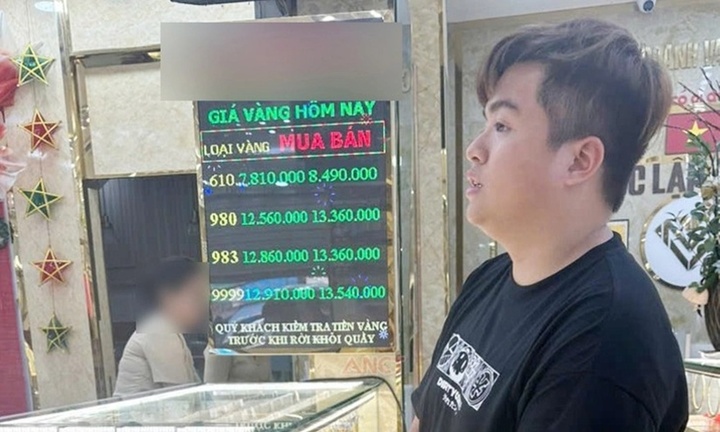 GIÁ VÀNG HÔM NAY
LOẠI VÀNG MUA BÁN
610 7.810.000 8.490.000
980 12.560.000 13.360.000
983 12.860.000 13.360.000
9999 12.910.000 13.540.000
QUÝ KHÁCH KIỂM TRA TIỀN VÀNG
TRƯỚC KHI RỜI KHỎI QUẦY
ANC